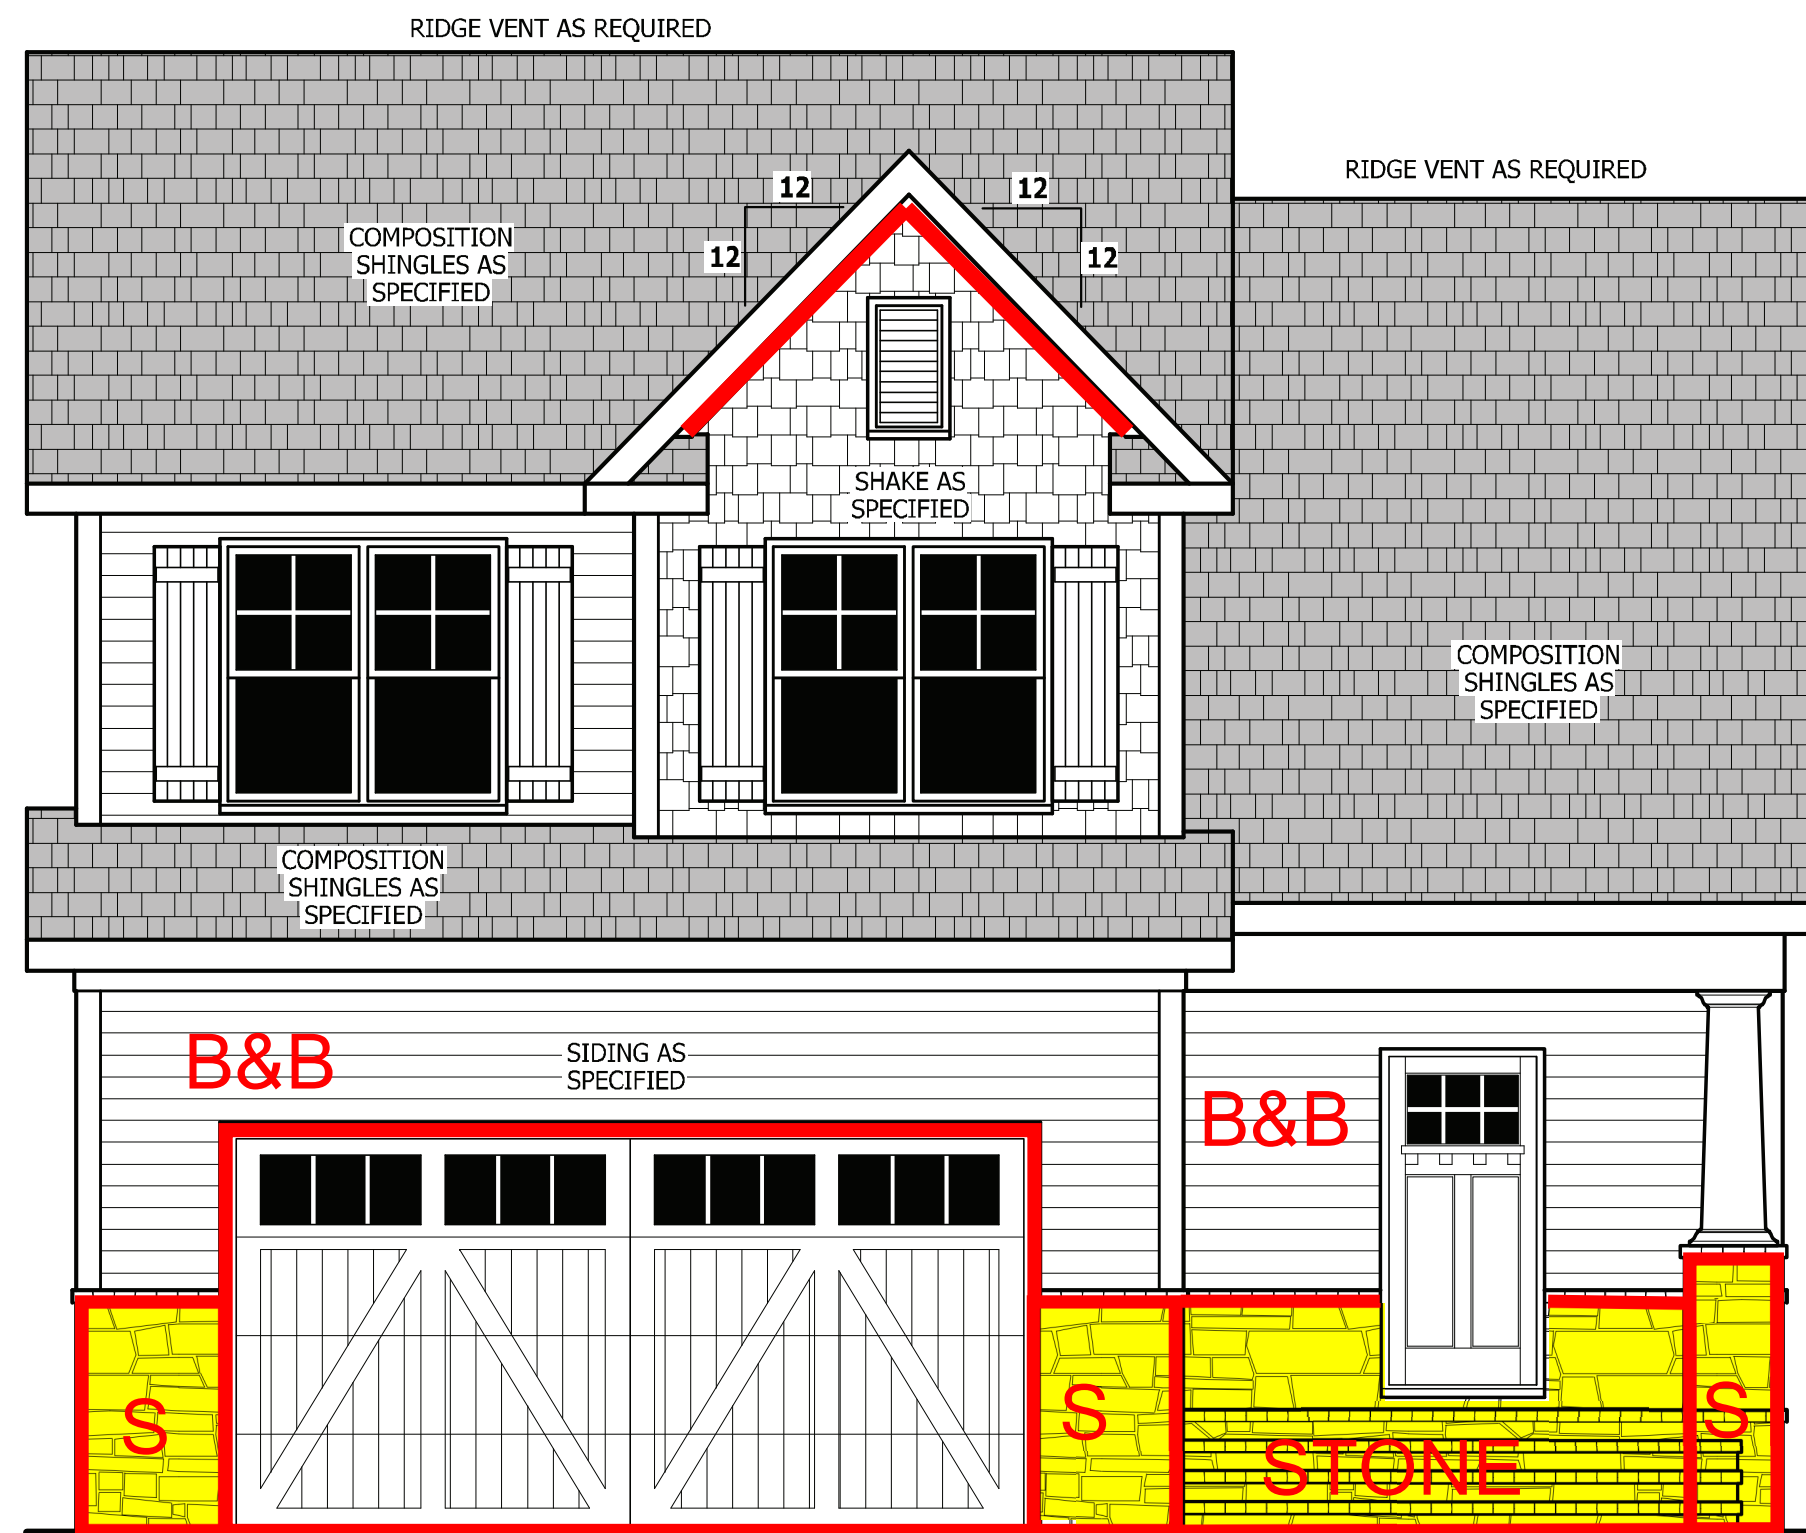 RIDGE VENT AS REQUIRED
RIDGE VENT AS REQUIRED
12
12
12
12
COMPOSITION
SHINGLES AS
SPECIFIED
SHAKE AS
SPECIFIED
COMPOSITION
SHINGLES AS
SPECIFIED
COMPOSITION
SHINGLES AS
SPECIFIED
B&B
SIDING AS
SPECIFIED
B&B
S
S
STONE
S